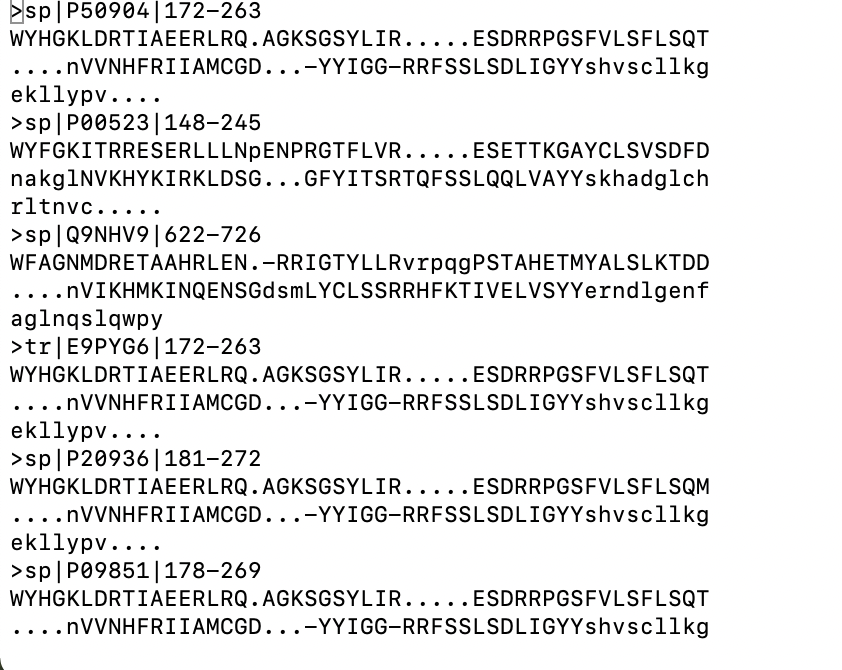 >sp|P50904|172-263
WYHGKLDRTIAEERLRQ.AGKSGSYLIR.....ESDRRPGSFVLSFLSQT
....nVVNHFRIIAMCGD...-YYIGG-RRFSSLSDLIGYYshvscllkg
ekllypv....
>sp|P00523|148-245
WYFGKITRRESERLLLNpENPRGTFLVR.....ESETTKGAYCLSVSDFD
nakglNVKHYKIRKLDSG...GFYITSRTQFSSLQQLVAYYskhadglch
rltnvc.....
>sp|Q9NHV9|622-726
WFAGNMDRETAAHRLEN.-RRIGTYLLRvrpqgPSTAHETMYALSLKTDD
....nVIKHMKINQENSGdsmLYCLSSRRHFKTIVELVSYYerndlgenf
aglnqslqwpy
>tr|E9PYG6|172-263
WYHGKLDRTIAEERLRQ.AGKSGSYLIR.....ESDRRPGSFVLSFLSQT
....nVVNHFRIIAMCGD...-YYIGG-RRFSSLSDLIGYYshvscllkg
ekllypv....
>sp|P20936|181-272
WYHGKLDRTIAEERLRQ.AGKSGSYLIR.....ESDRRPGSFVLSFLSQM
....nVVNHFRIIAMCGD...-YYIGG-RRFSSLSDLIGYYshvscllkg
ekllypv....
>sp|P09851|178-269
WYHGKLDRTIAEERLRQ.AGKSGSYLIR.....ESDRRPGSFVLSFLSQT
....nVVNHFRIIAMCGD...-YYIGG-RRFSSLSDLIGYYshvscllkg